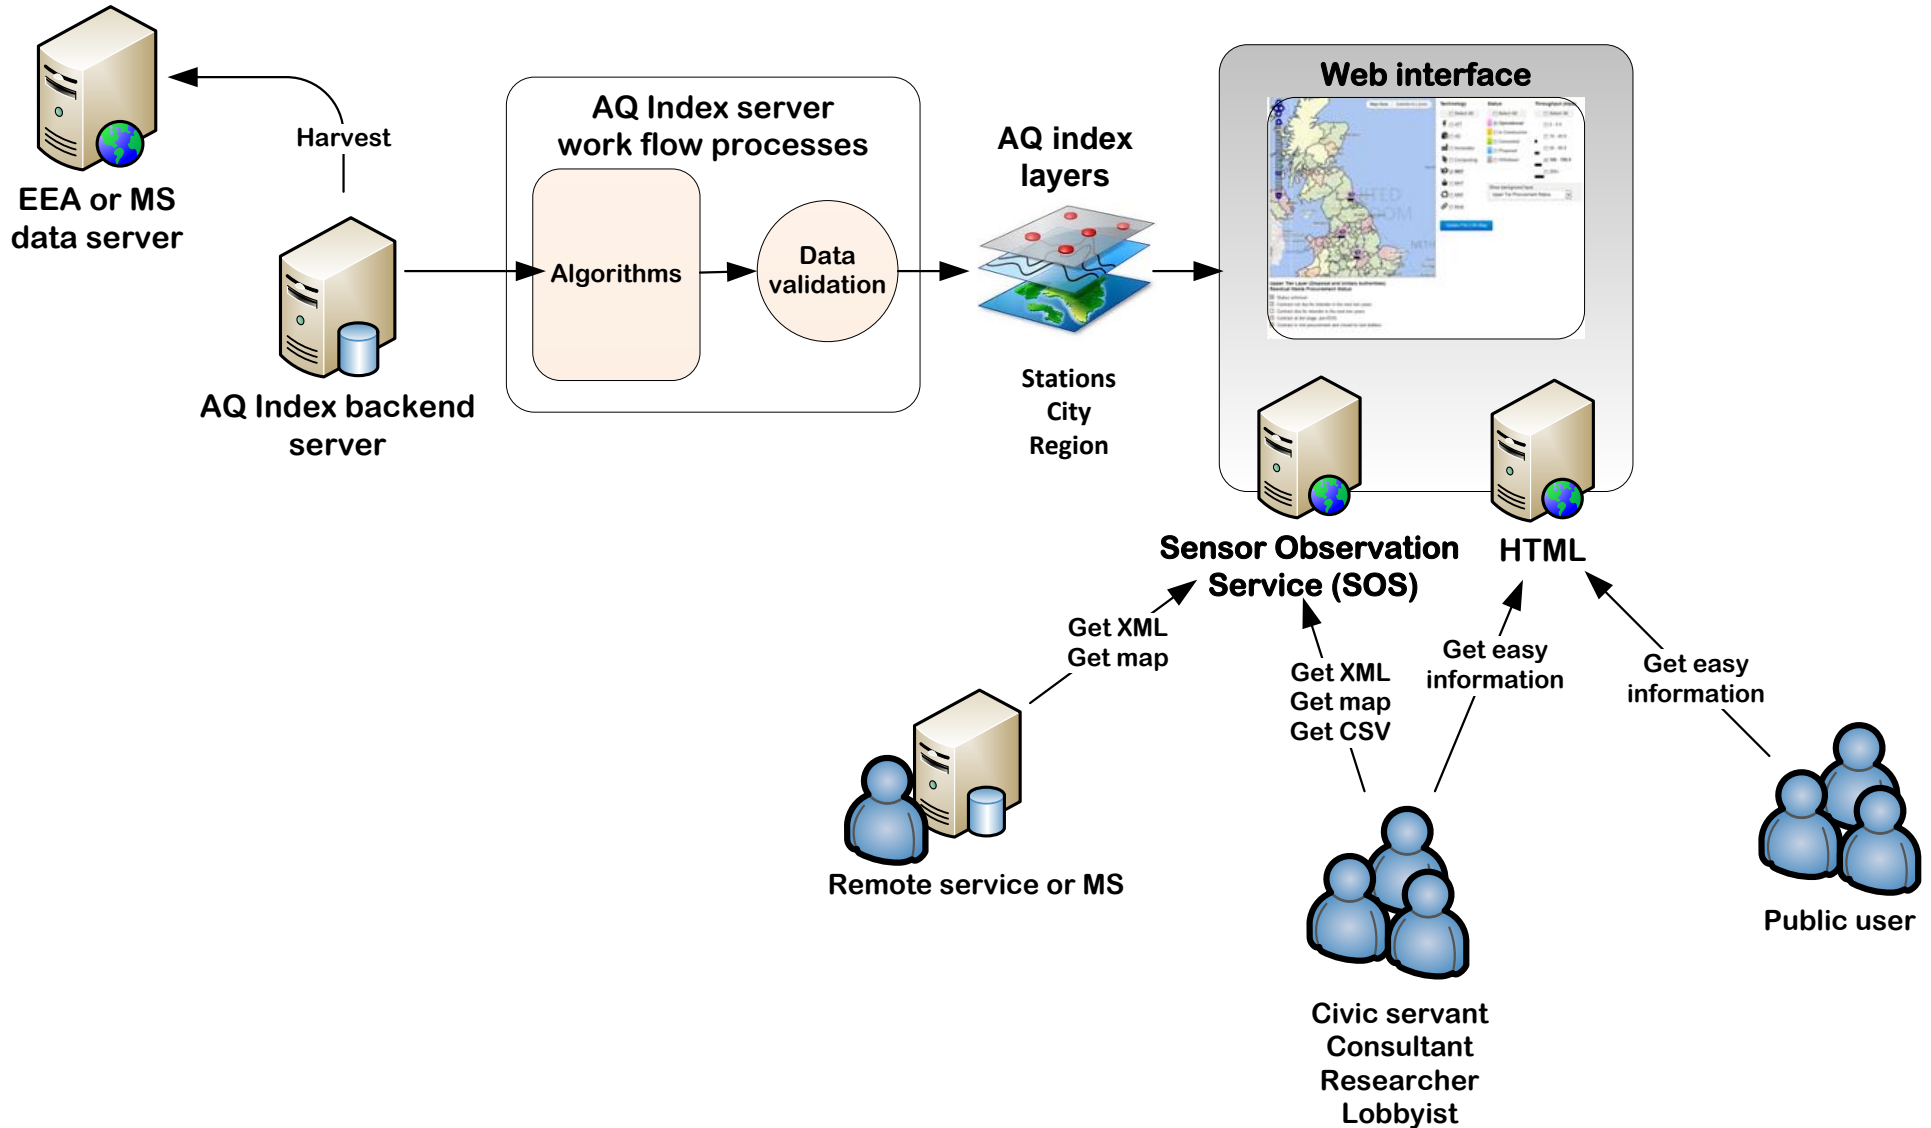 Web interface
AQ Index server
work flow processes
Harvest
AQ index
layers
EEA or MS
data server
Algorithms
Data
validation
Stations
City
Region
AQ Index backend
server
Sensor Observation
Service (SOS)
HTML
Get XML
Get map
Get XML
Get map
Get CSV
Get easy
information
Get easy
information
Remote service or MS
Public user
Civic servant
Consultant
Researcher
Lobbyist